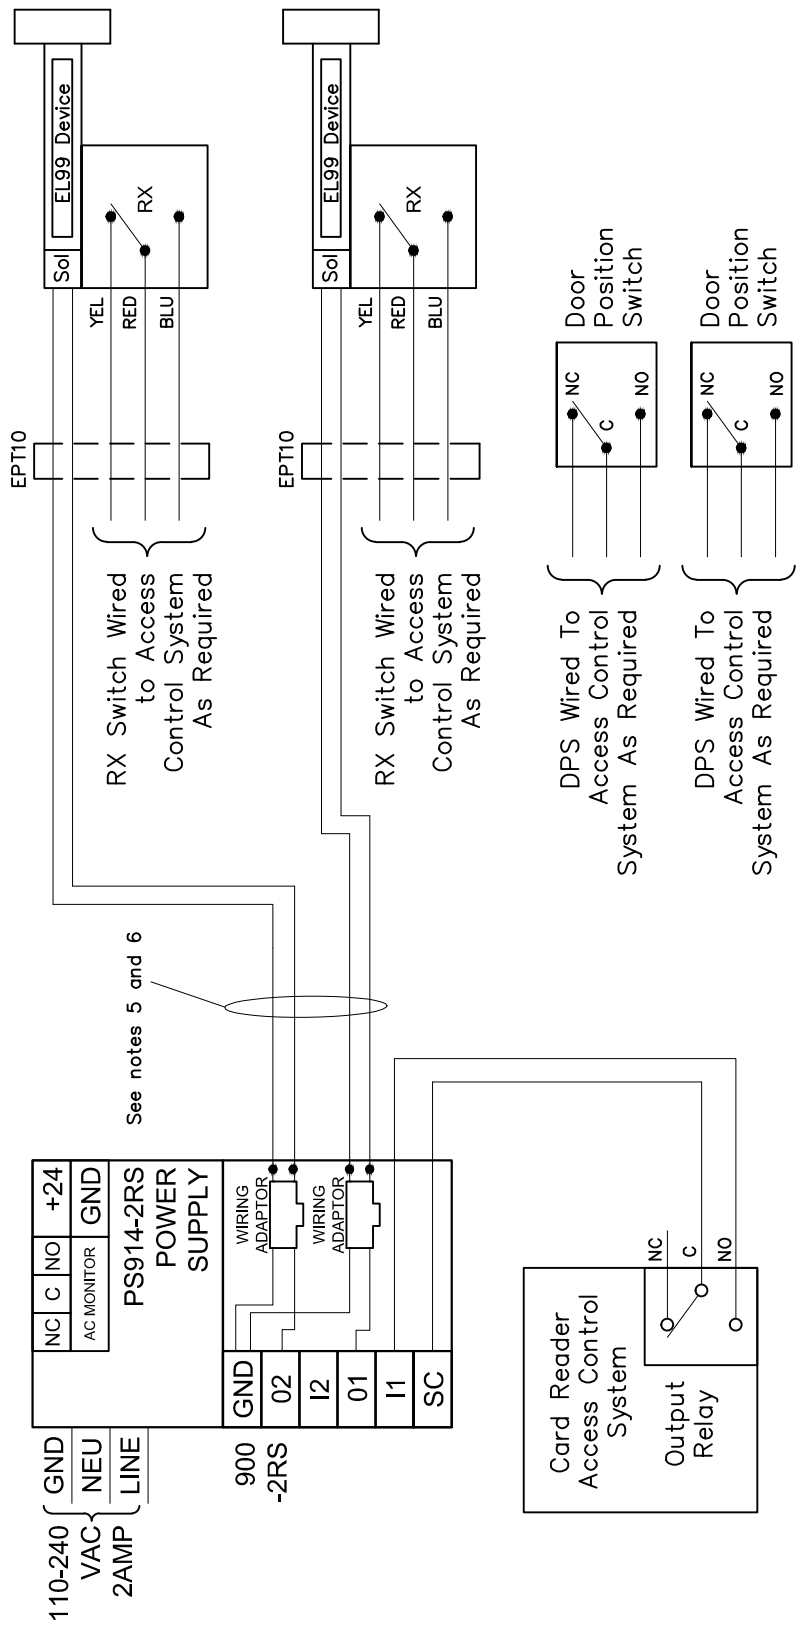 EL99 Device
Sol
RX
YEL
RED
BLU
EPT10
RX Switch Wired
to Access
Control System
As Required
EL99 Device
Sol
RX
YEL
RED
BLU
EPT10
RX Switch Wired
to Access
Control System
As Required
Door
Position
Switch
NC
C
NO
DPS Wired To
Access Control
System As Required
Door
Position
Switch
NC
C
NO
DPS Wired To
Access Control
System As Required
See notes 5 and 6
110-240
VAC
2AMP
GND
NEU
LINE
NC C NO +24
AC MONITOR GND
PS914-2RS
POWER
SUPPLY
900
-2RS
GND
02
I2
01
I1
SC
WIRING
ADAPTOR
WIRING
ADAPTOR
Card Reader
Access Control
System
Output
Relay
NC
C
NO